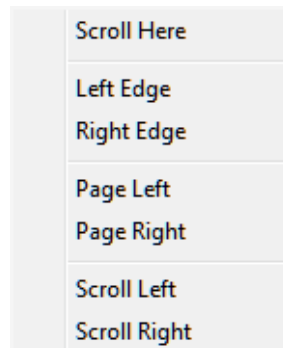 Scroll Here
Left Edge
Right Edge
Page Left
Page Right
Scroll Left
Scroll Right